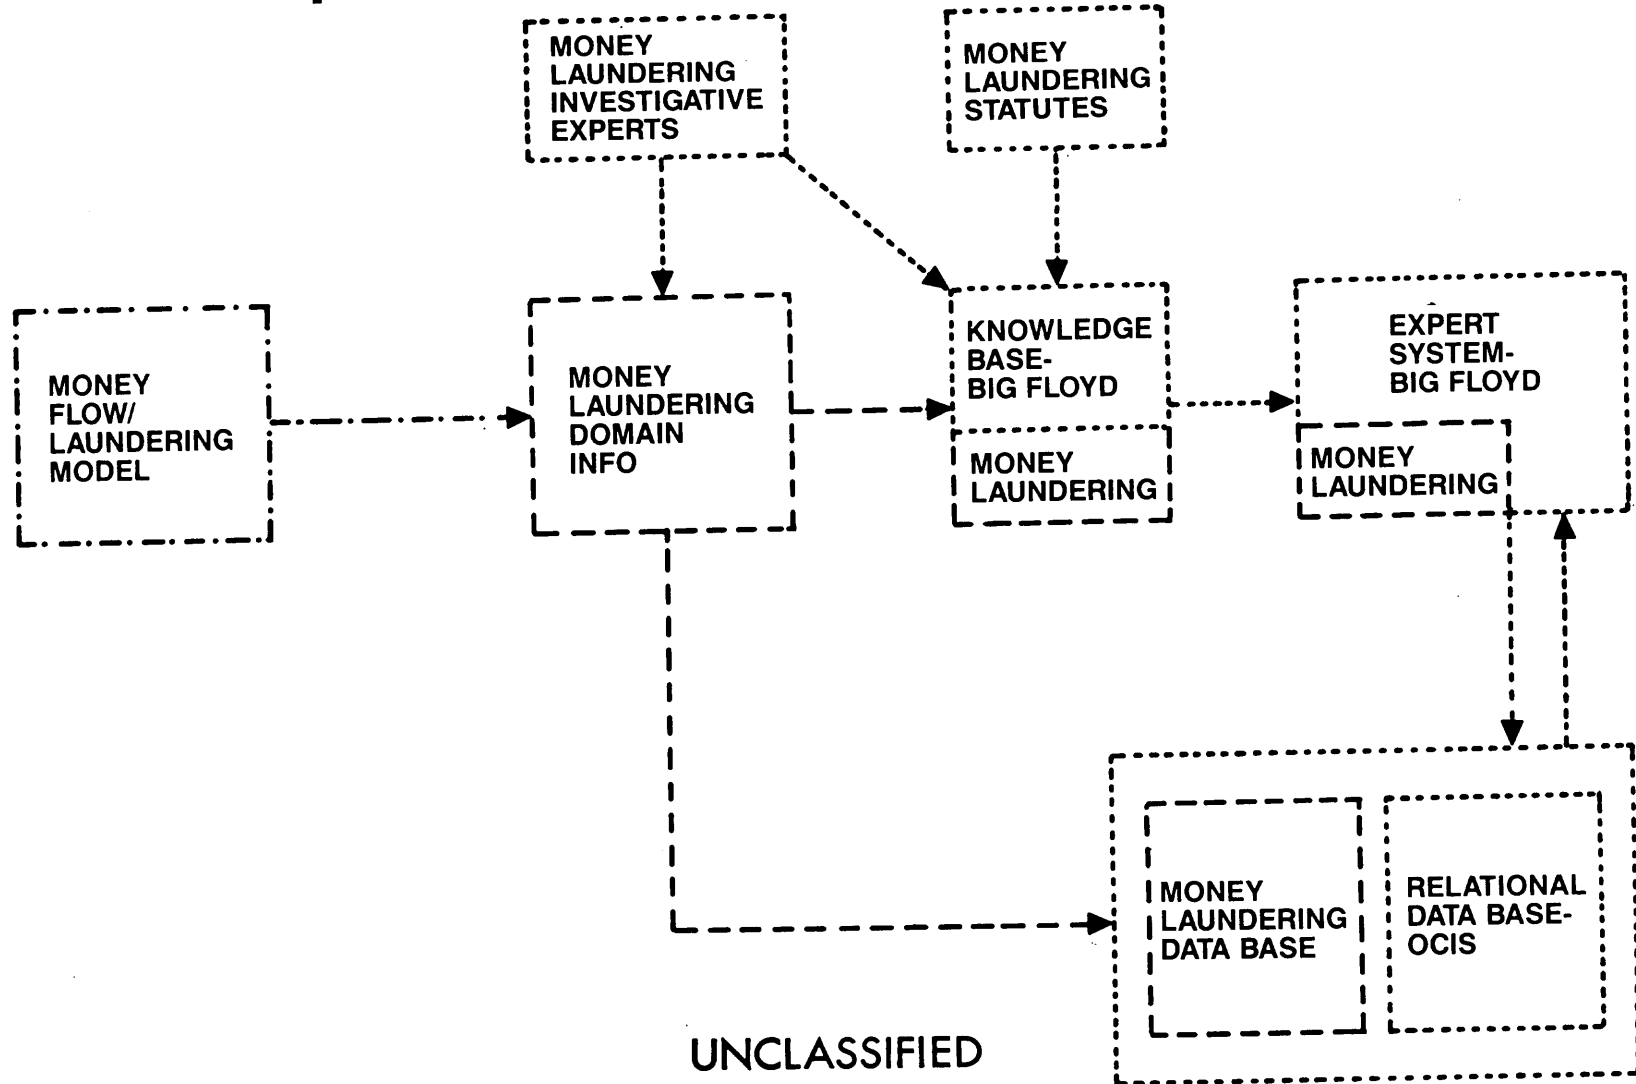 MONEY
LAUNDERING
INVESTIGATIVE
EXPERTS
MONEY
LAUNDERING
STATUTES
MONEY
FLOW/
LAUNDERING
MODEL
MONEY
LAUNDERING
DOMAIN
INFO
KNOWLEDGE
BASE-
BIG FLOYD
MONEY
LAUNDERING
EXPERT
SYSTEM-
BIG FLOYD
MONEY
LAUNDERING
MONEY
LAUNDERING
DATA BASE
RELATIONAL
DATA BASE-
OCIS
UNCLASSIFIED